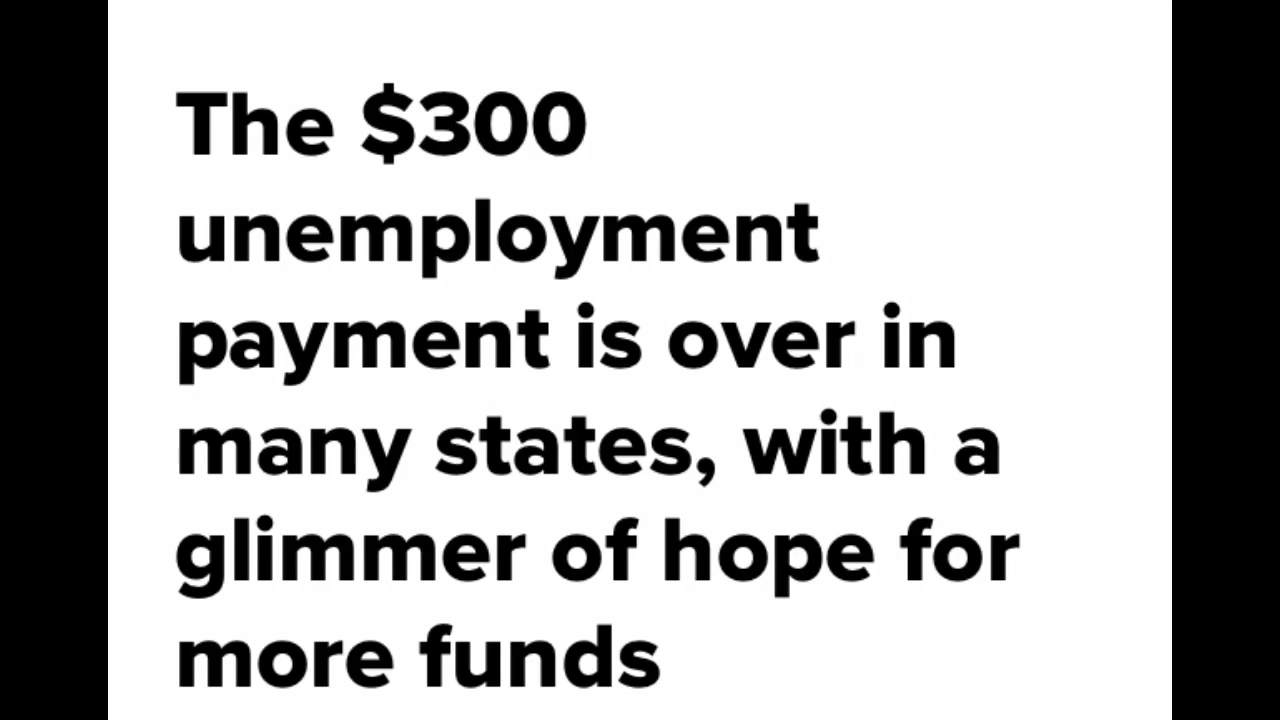 The $300
unemployment
payment is over in
many states, with a
glimmer of hope for
more funds